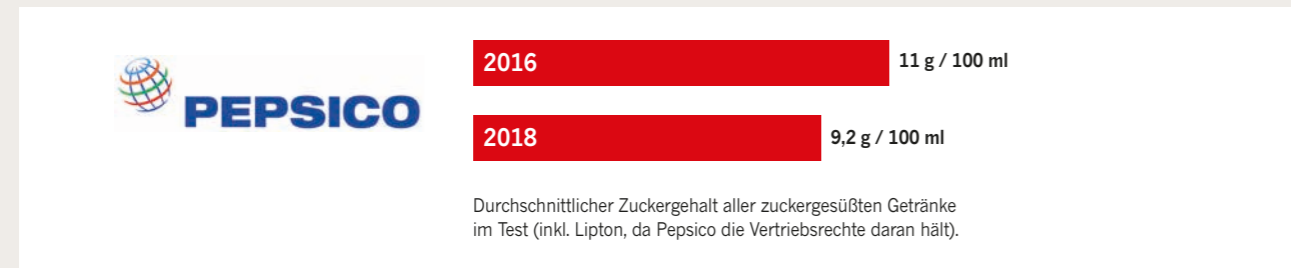 PEPSICO
2016
11 g / 100 ml
2018
9,2 g / 100 ml
Durchschnittlicher Zuckergehalt aller zuckergesüßten Getränke
im Test (inkl. Lipton, da Pepsico die Vertriebsrechte daran hält).